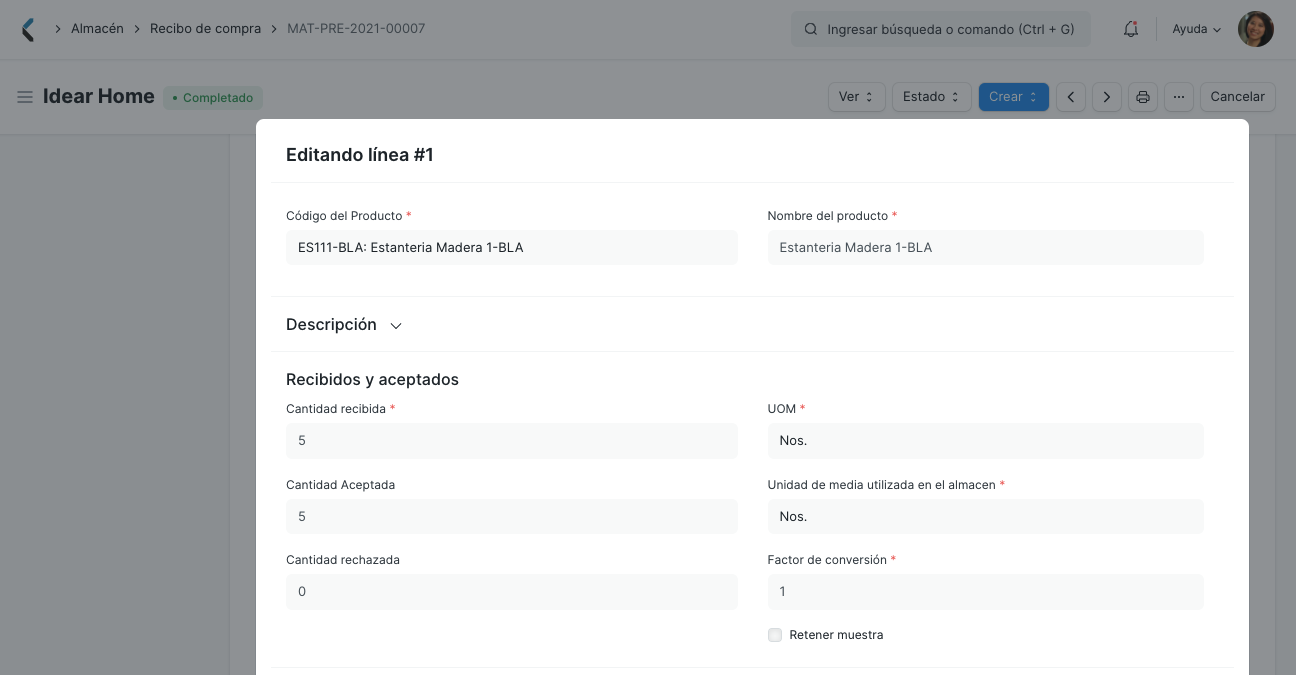 Almacén > Recibo de compra > MAT-PRE-2021-00007
Ingresar búsqueda o comando (Ctrl + G)
Ayuda
Idear Home
• Completado
Ver
Estado
Crear
...
Cancelar
Editando línea #1
Código del Producto *
Nombre del producto *
ES111-BLA: Estanteria Madera 1-BLA
Estanteria Madera 1-BLA
Descripción
Recibidos y aceptados
Cantidad recibida *
UOM *
5
Nos.
Cantidad Aceptada
Unidad de media utilizada en el almacen *
5
Nos.
Cantidad rechazada
Factor de conversión *
0
1
Retener muestra